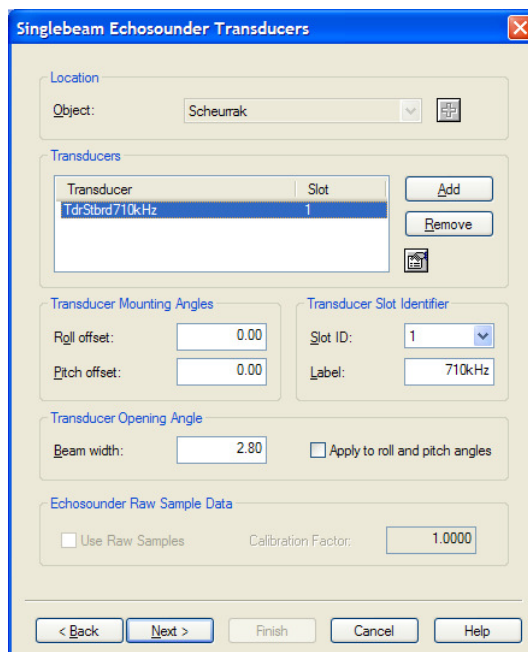 Singlebeam Echosounder Transducers
Location
Object: Scheurrak
Transducers
Transducer Slot
TdrStbrd710kHz 1
Add
Remove
Transducer Mounting Angles
Roll offset: 0.00
Pitch offset: 0.00
Transducer Slot Identifier
Slot ID: 1
Label: 710kHz
Transducer Opening Angle
Beam width: 2.80 Apply to roll and pitch angles
Echosounder Raw Sample Data
Use Raw Samples Calibration Factor: 1.0000
< Back Next > Finish Cancel Help